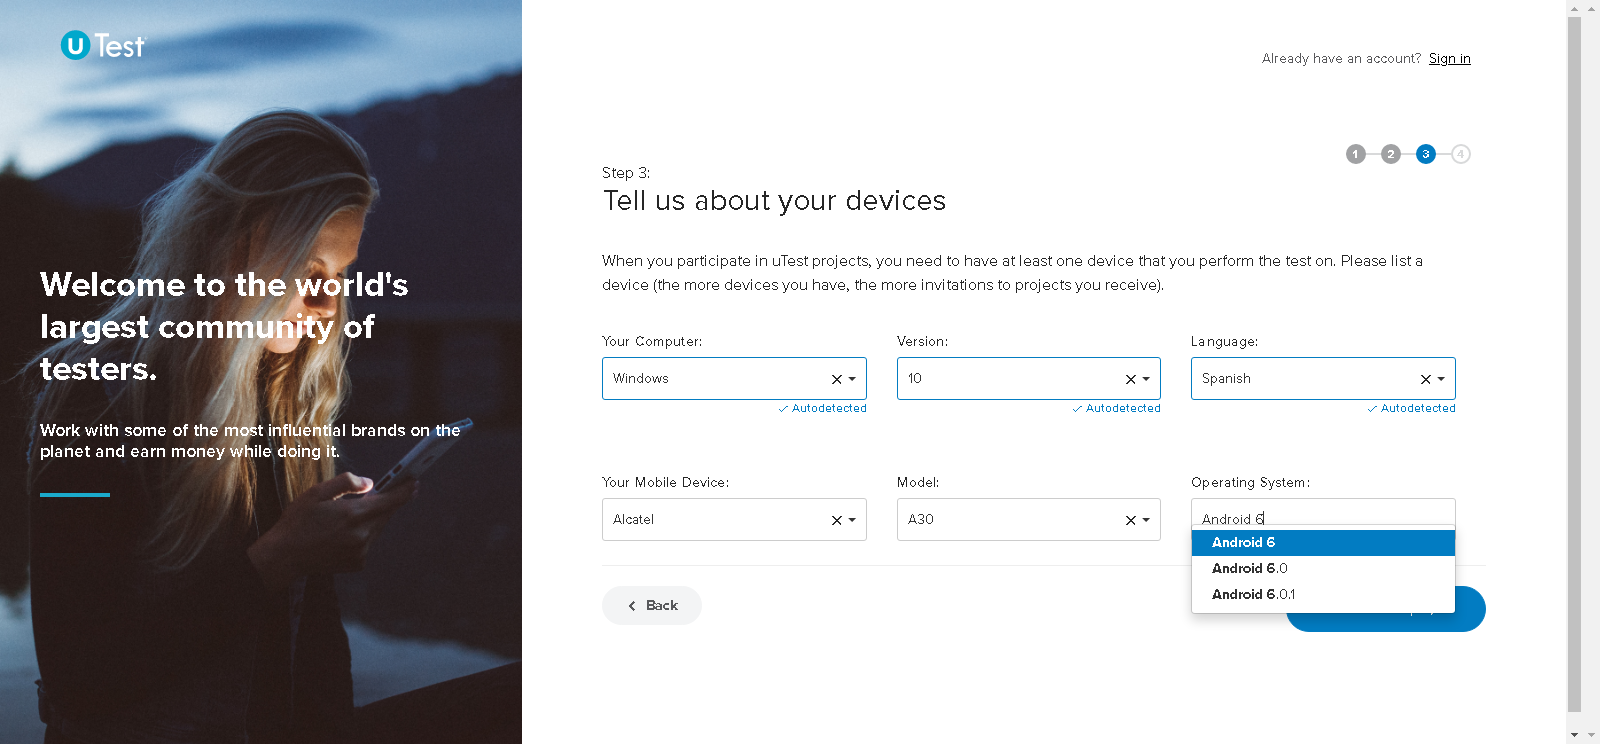 U Test
Already have an account? Sign in
1 2 3 4
Step 3:
Tell us about your devices
Welcome to the world's
largest community of
testers.
Work with some of the most influential brands on the
planet and earn money while doing it.
When you participate in uTest projects, you need to have at least one device that you perform the test on. Please list a
device (the more devices you have, the more invitations to projects you receive).
Your Computer: Version: Language:
Windows 10 Spanish
Autodetected Autodetected Autodetected
Your Mobile Device: Model: Operating System:
Alcatel A30 Android 6
Android 6
Android 6.0
Android 6.0.1
Back